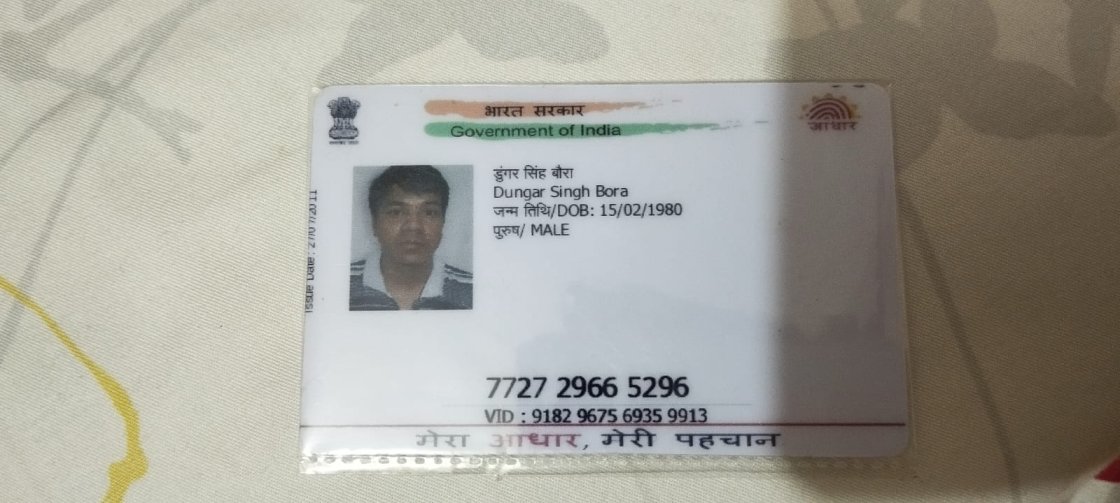 भारत सरकार
Government of India
आधार
Issue Date: 27/07/2011
डुंगर सिंह बौरा
Dungar Singh Bora
जन्म तिथि/DOB: 15/02/1980
पुरुष/ MALE
7727 2966 5296
VID : 9182 9675 6935 9913
मेरा आधार, मेरी पहचान